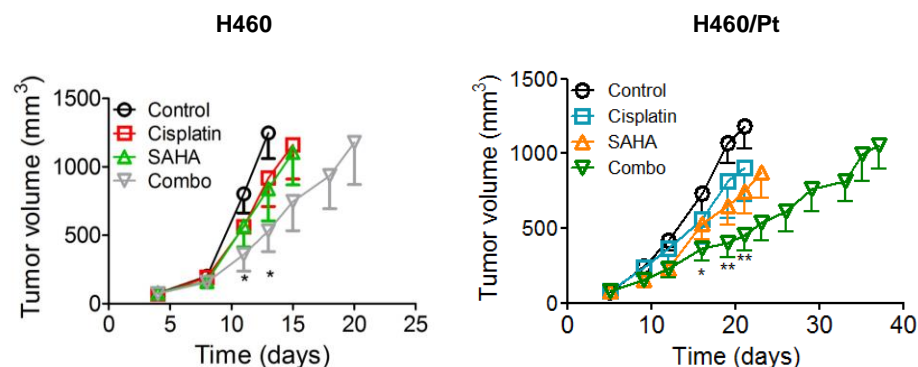 H460
Tumor volume (mm³)
1500
1000
500
0
Control
Cisplatin
SAHA
Combo
* *
0 5 10 15 20 25
Time (days)
H460/Pt
Tumor volume (mm³)
1500
1000
500
0
Control
Cisplatin
SAHA
Combo
* ** **
0 10 20 30 40
Time (days)